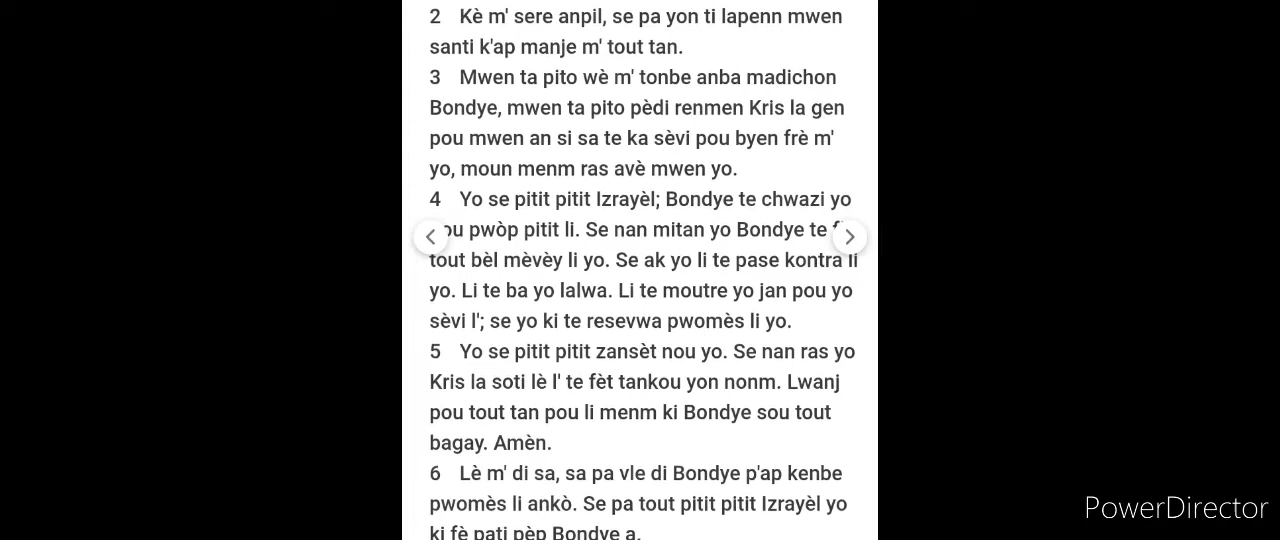 2 Kè m' sere anpil, se pa yon ti lapenn mwen
santi k'ap manje m' tout tan.
3 Mwen ta pito wè m' tonbe anba madichon
Bondye, mwen ta pito pèdi renmen Kris la gen
pou mwen an si sa te ka sèvi pou byen frè m'
yo, moun menm ras avè mwen yo.
4 Yo se pitit pitit Izrayèl; Bondye te chwazi yo
pwòp pitit li. Se nan mitan yo Bondye te
tout bèl mèvèy li yo. Se ak yo li te pase kontra li
yo. Li te ba yo lalwa. Li te moutre yo jan pou yo
sèvi l'; se yo ki te resevwa pwomès li yo.
5 Yo se pitit pitit zansèt nou yo. Se nan ras yo
Kris la soti lè l' te fèt tankou yon nonm. Lwanj
pou tout tan pou li menm ki Bondye sou tout
bagay. Amèn.
6 Lè m' di sa, sa pa vle di Bondye p'ap kenbe
pwomès li ankò. Se pa tout pitit pitit Izrayèl yo
ki fè pati pèp Bondye a.
PowerDirector